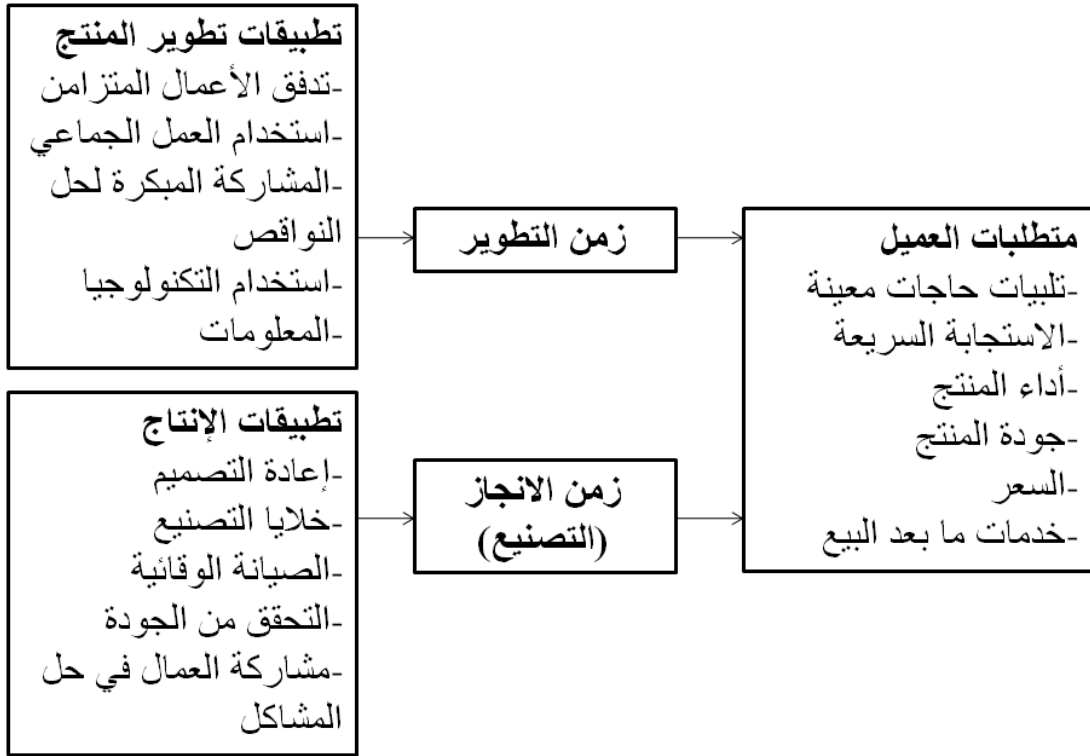 تطبيقات تطوير المنتج
-تدفق الأعمال المتزامن
-استخدام العمل الجماعي
-المشاركة المبكرة لحل
النواقص
-استخدام التكنولوجيا
-المعلومات
زمن التطوير
متطلبات العميل
-تلبيات حاجات معينة
-الاستجابة السريعة
-أداء المنتج
-جودة المنتج
-السعر
-خدمات ما بعد البيع
تطبيقات الإنتاج
-إعادة التصميم
-خلايا التصنيع
-الصيانة الوقائية
-التحقق من الجودة
-مشاركة العمال في حل
المشاكل
زمن الانجاز
(التصنيع)